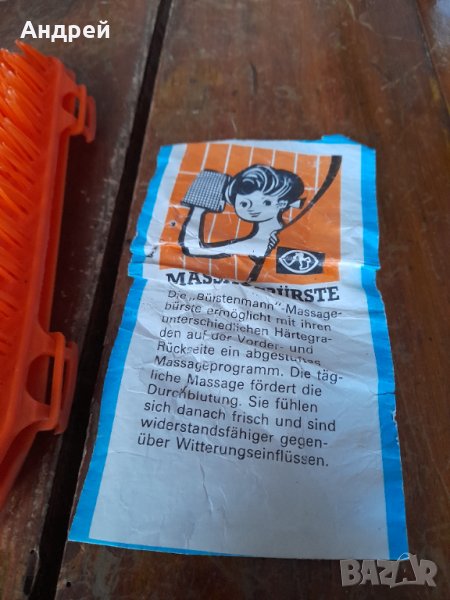 Андрей
MASSAGEBÜRSTE
Die „Bürstenmann"-Massage-
bürste ermöglicht mit ihren
unterschiedlichen Härtegra-
den auf der Vorder- und
Rückseite ein abgestuftes
Massageprogramm. Die täg-
liche Massage fördert die
Durchblutung. Sie fühlen
sich danach frisch und sind
widerstandsfähiger gegen-
über Witterungseinflüssen.
BAZAR